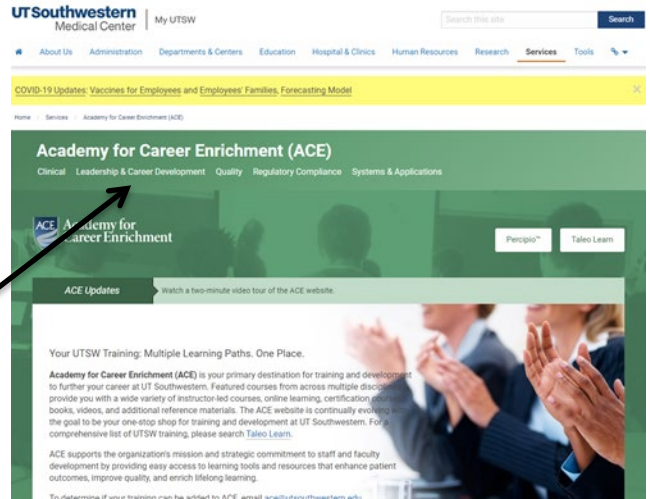 UTSouthwestern
Medical Center
My UTSW
Search this site
Search
About Us Administration Departments & Centers Education Hospital & Clinics Human Resources Research Services Tools
COVID-19 Updates: Vaccines for Employees and Employees' Families, Forecasting Model
Home Services Academy for Career Enrichment (ACE)
Academy for Career Enrichment (ACE)
Clinical Leadership & Career Development Quality Regulatory Compliance Systems & Applications
ACE Academy for
Career Enrichment
Percipio™ Taleo Learn
ACE Updates Watch a two-minute video tour of the ACE website.
Your UTSW Training: Multiple Learning Paths. One Place.
Academy for Career Enrichment (ACE) is your primary destination for training and development
to further your career at UT Southwestern. Featured courses from across multiple
provide you with a wide variety of instructor-led courses, online learning, certification
books, videos, and additional reference materials. The ACE website is continually evolving
the goal to be your one-stop shop for training and development at UT Southwestern. For a
comprehensive list of UTSW training, please search Taleo Learn.
ACE supports the organization's mission and strategic commitment to staff and faculty
development by providing easy access to learning tools and resources that enhance patient
outcomes, improve quality, and enrich lifelong learning.
To determine if your training can be added to ACE, email ace@utsouthwestern.edu